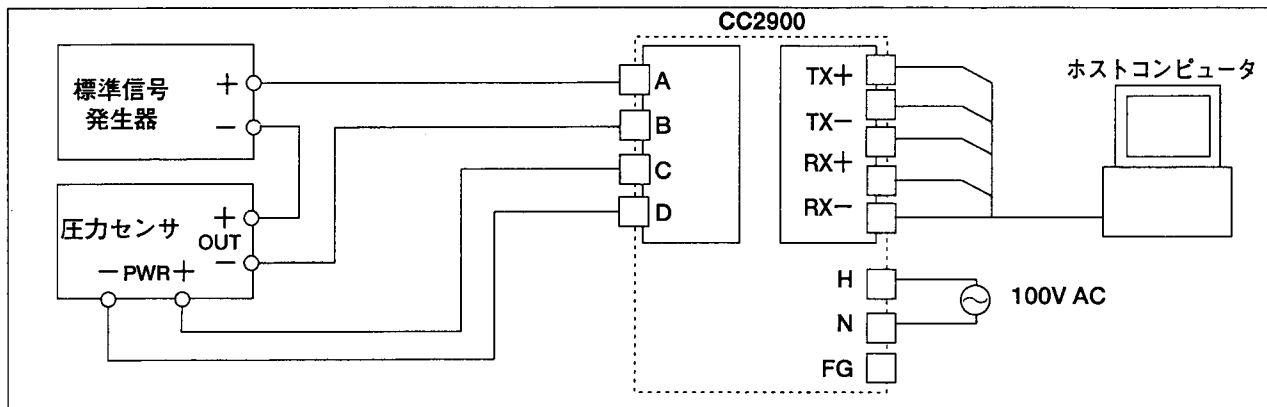 CC2900
標準信号
発生器
+
−
圧力センサ
+
OUT
−
− PWR +
A
B
C
D
TX+
TX−
RX+
RX−
H
N
FG
100V AC
ホストコンピュータ